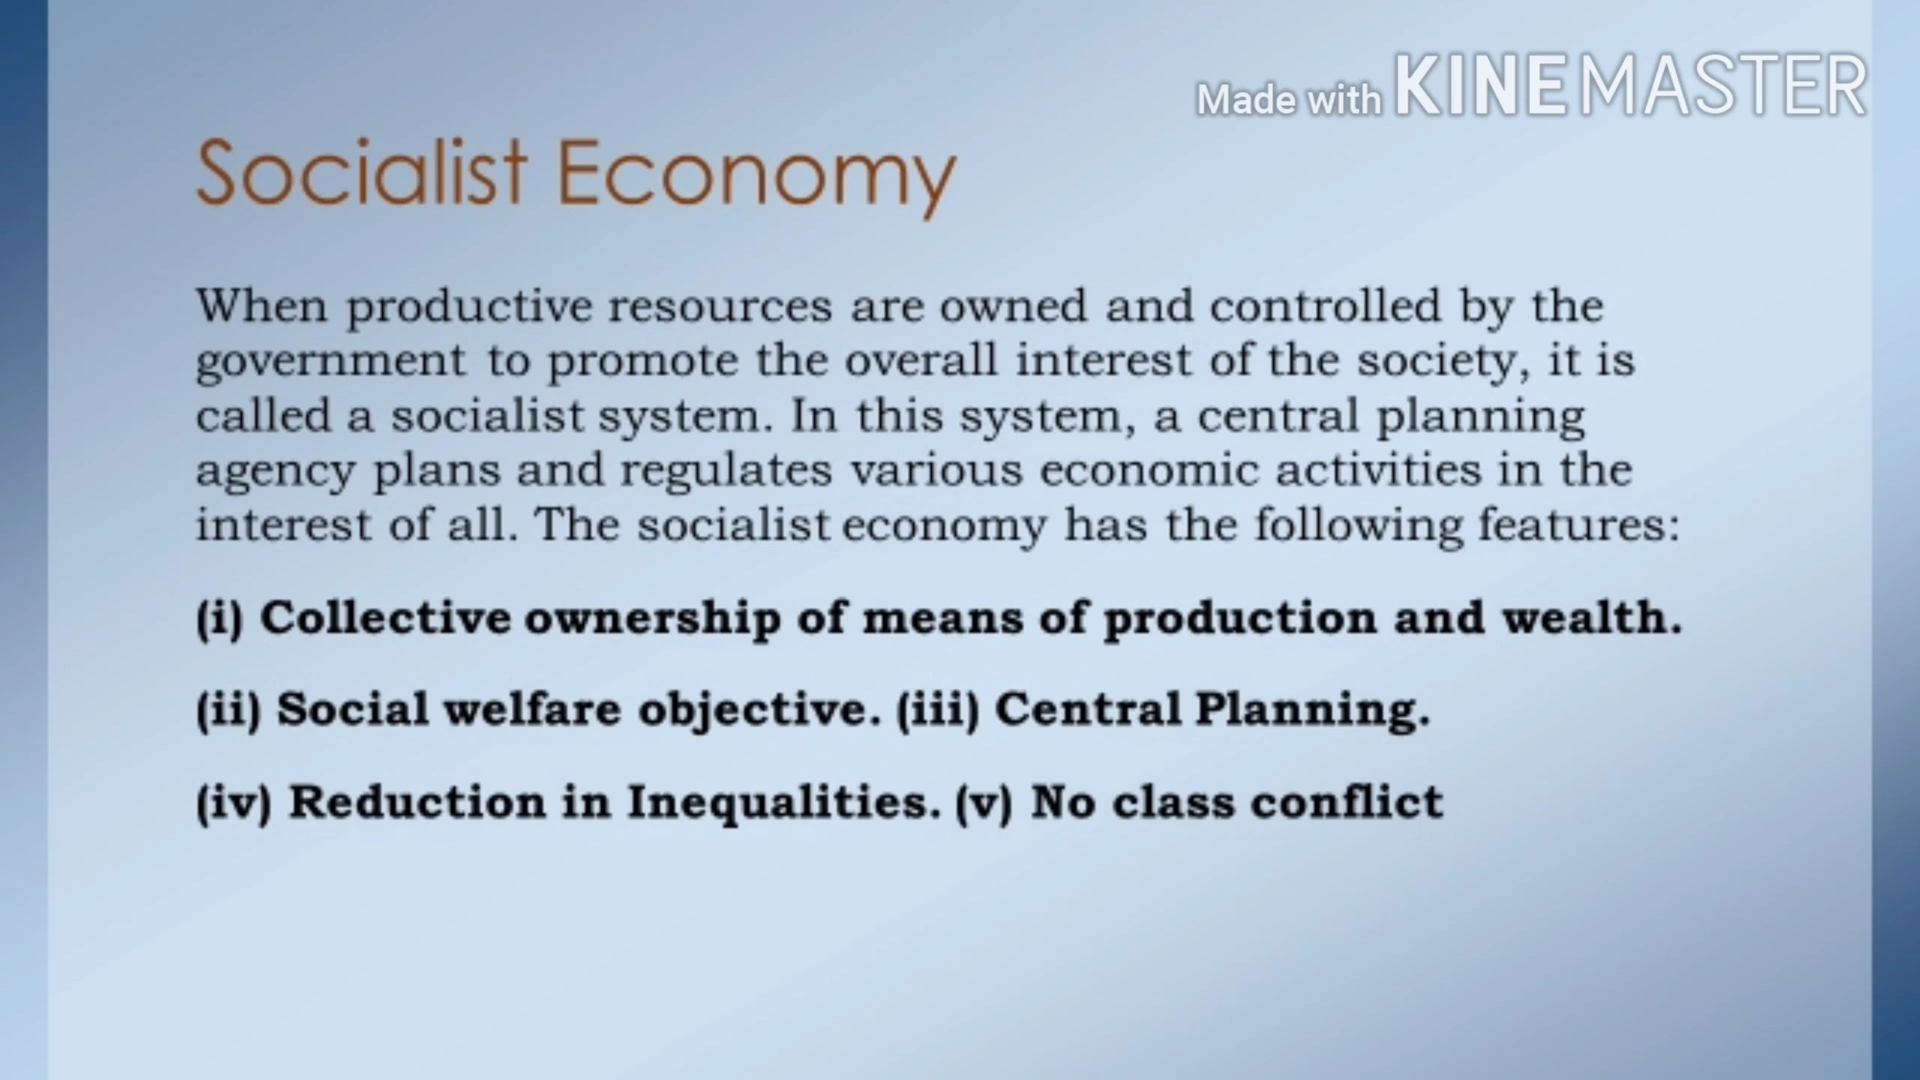 Made with KINEMASTER
Socialist Economy
When productive resources are owned and controlled by the
government to promote the overall interest of the society, it is
called a socialist system. In this system, a central planning
agency plans and regulates various economic activities in the
interest of all. The socialist economy has the following features:
(i) Collective ownership of means of production and wealth.
(ii) Social welfare objective. (iii) Central Planning.
(iv) Reduction in Inequalities. (v) No class conflict